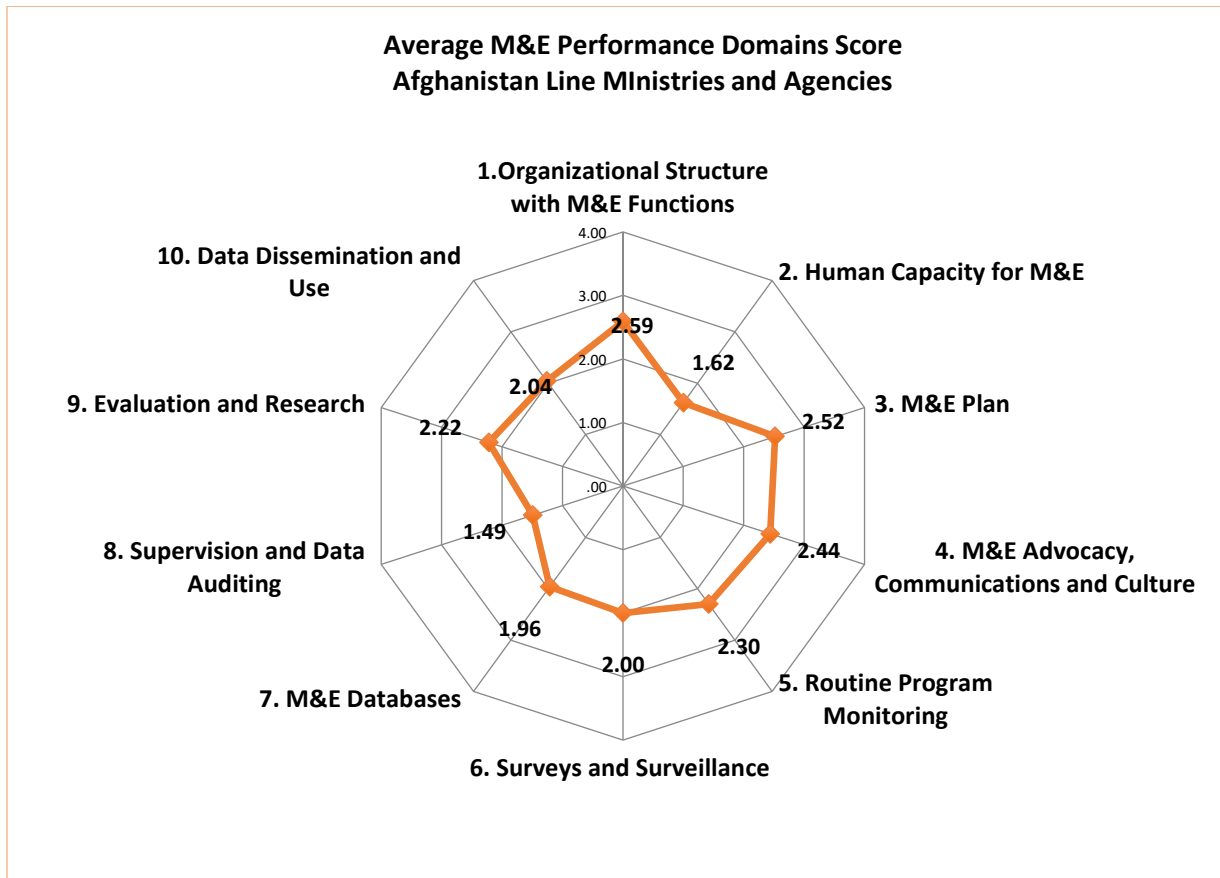 Average M&E Performance Domains Score
Afghanistan Line MInistries and Agencies
1.Organizational Structure
with M&E Functions
4.00
10. Data Dissemination and
Use
2. Human Capacity for M&E
3.00
2.59
2.00
1.62
2.04
9. Evaluation and Research
2.22
3. M&E Plan
2.52
1.00
.00
8. Supervision and Data
Auditing
1.49
4. M&E Advocacy,
Communications and Culture
2.44
1.96
2.00
2.30
7. M&E Databases
5. Routine Program
Monitoring
6. Surveys and Surveillance